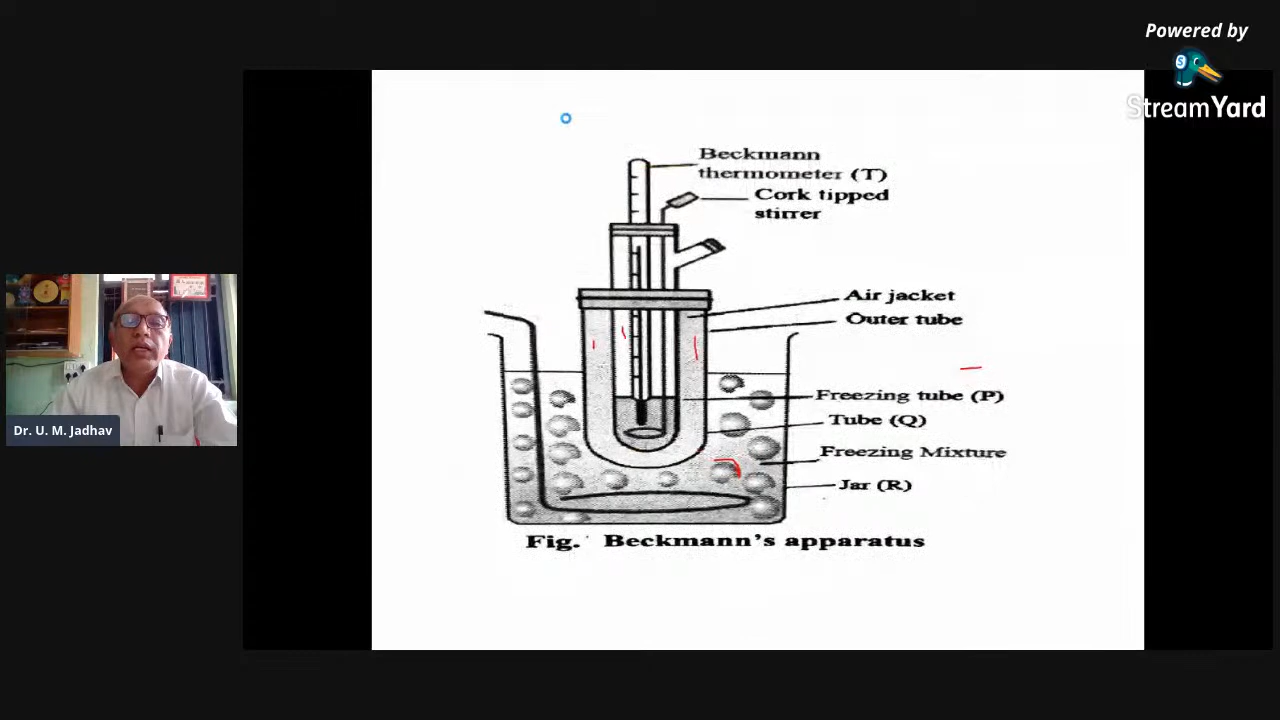 Powered by
StreamYard
Beckmann
thermometer (T)
Cork tipped
stirrer
Air jacket
Outer tube
Freezing tube (P)
Tube (Q)
Freezing Mixture
Jar (R)
Fig. Beckmann's apparatus
Dr. U. M. Jadhav